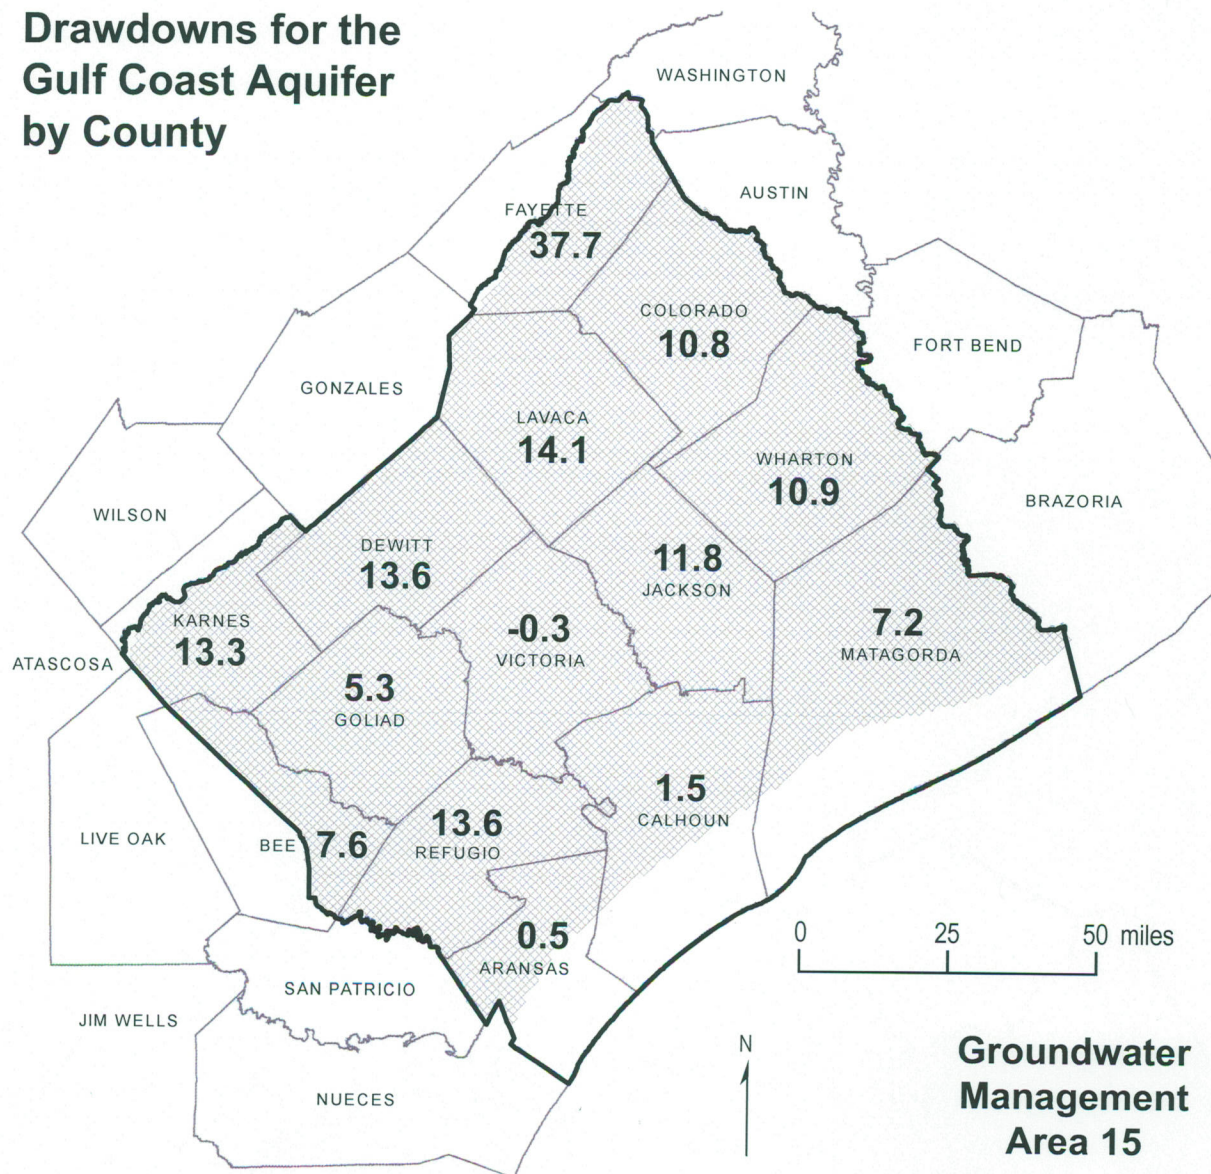 Drawdowns for the
Gulf Coast Aquifer
by County
WASHINGTON
AUSTIN
FAYETTE
37.7
COLORADO
10.8
FORT BEND
GONZALES
LAVACA
14.1
WHARTON
10.9
BRAZORIA
WILSON
DEWITT
13.6
11.8
JACKSON
KARNES
13.3
-0.3
VICTORIA
7.2
MATAGORDA
ATASCOSA
5.3
GOLIAD
1.5
CALHOUN
LIVE OAK
BEE 7.6
13.6
REFUGIO
0.5
ARANSAS
0 25 50 miles
SAN PATRICIO
JIM WELLS
NUECES
N
Groundwater
Management
Area 15